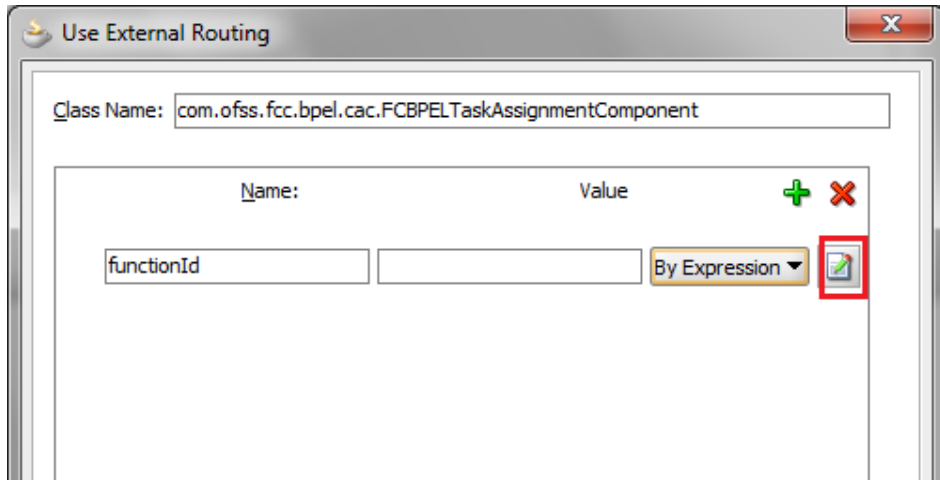 Use External Routing
Class Name: com.ofss.fcc.bpel.cac.FCBPELTaskAssignmentComponent
Name: Value
functionId By Expression